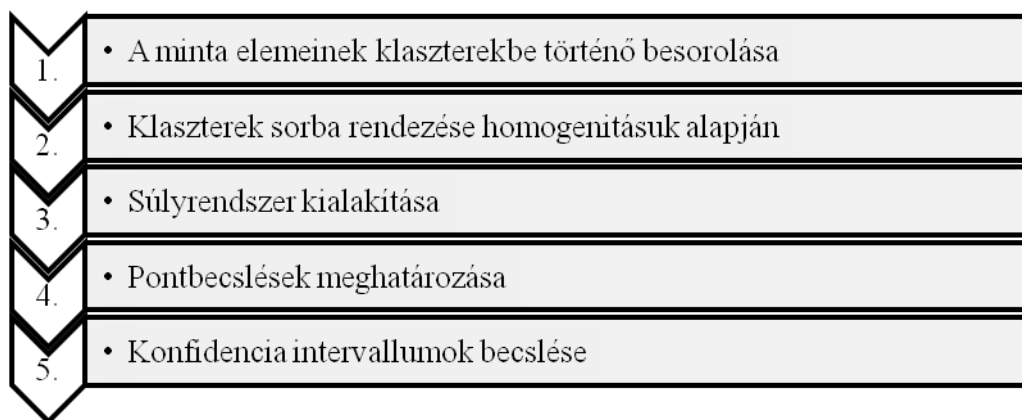 1. • A minta elemeinek klaszterekbe történő besorolása
2. • Klaszterek sorba rendezése homogenitásuk alapján
3. • Súlyrendszer kialakítása
4. • Pontbecslések meghatározása
5. • Konfidencia intervallumok becslése